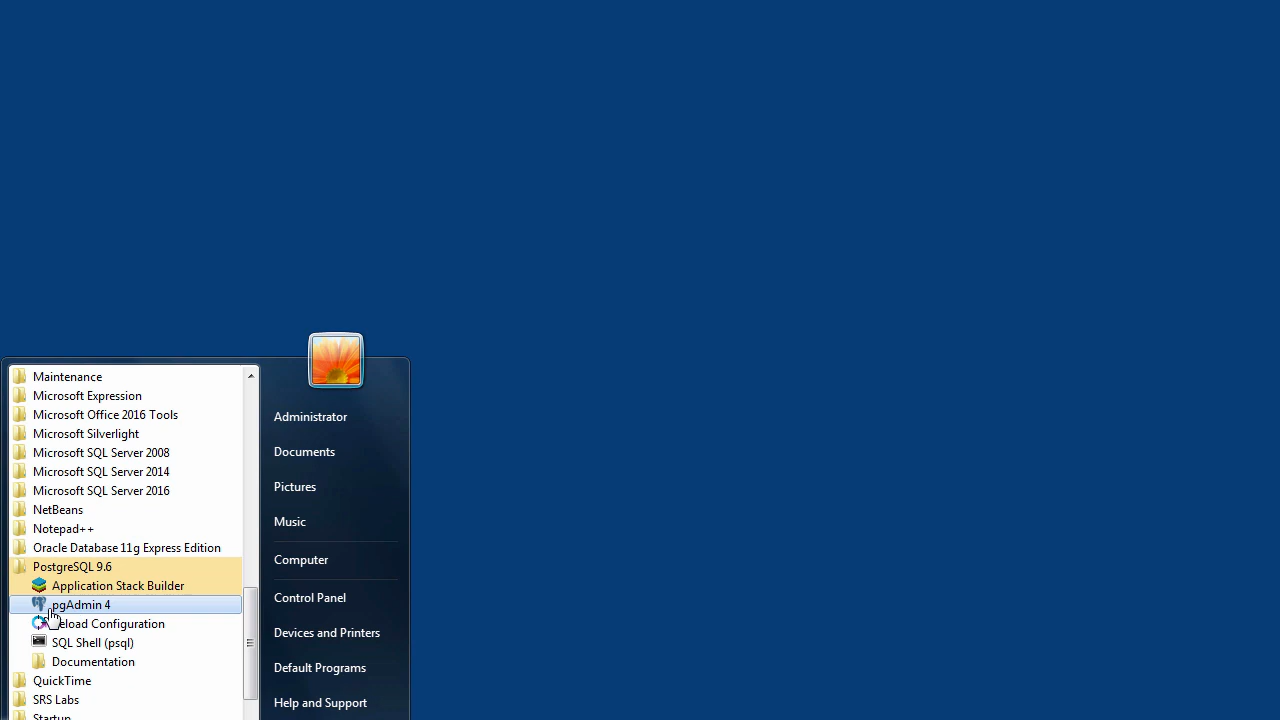 Maintenance
Microsoft Expression
Microsoft Office 2016 Tools
Microsoft Silverlight
Microsoft SQL Server 2008
Microsoft SQL Server 2014
Microsoft SQL Server 2016
NetBeans
Notepad++
Oracle Database 11g Express Edition
PostgreSQL 9.6
Application Stack Builder
pgAdmin 4
eload Configuration
SQL Shell (psql)
Documentation
QuickTime
SRS Labs
Startup
Administrator
Documents
Pictures
Music
Computer
Control Panel
Devices and Printers
Default Programs
Help and Support